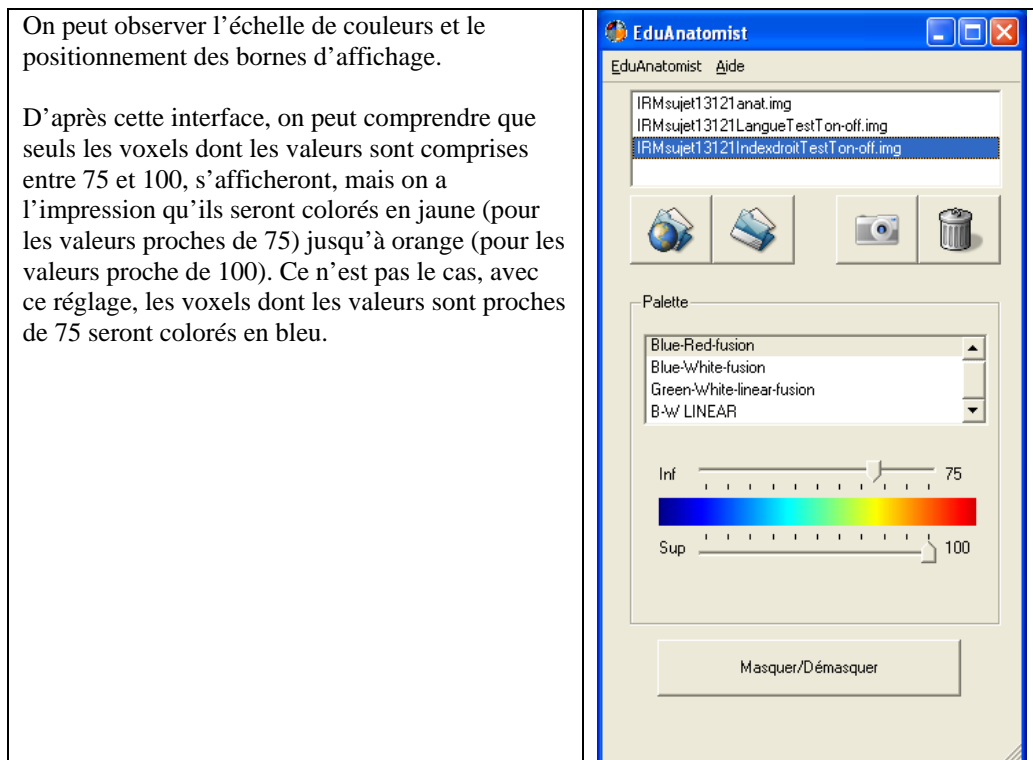 On peut observer l’échelle de couleurs et le
positionnement des bornes d’affichage.
D’après cette interface, on peut comprendre que
seuls les voxels dont les valeurs sont comprises
entre 75 et 100, s’afficheront, mais on a
l’impression qu’ils seront colorés en jaune (pour
les valeurs proches de 75) jusqu’à orange (pour les
valeurs proche de 100). Ce n’est pas le cas, avec
ce réglage, les voxels dont les valeurs sont proches
de 75 seront colorés en bleu.
EduAnatomist
EduAnatomist Aide
IRMsujet13121anat.img
IRMsujet13121LangueTestTon-off.img
IRMsujet13121IndexdroitTestTon-off.img
Palette
Blue-Red-fusion
Blue-White-fusion
Green-White-linear-fusion
B-W LINEAR
Inf 75
Sup 100
Masquer/Démasquer